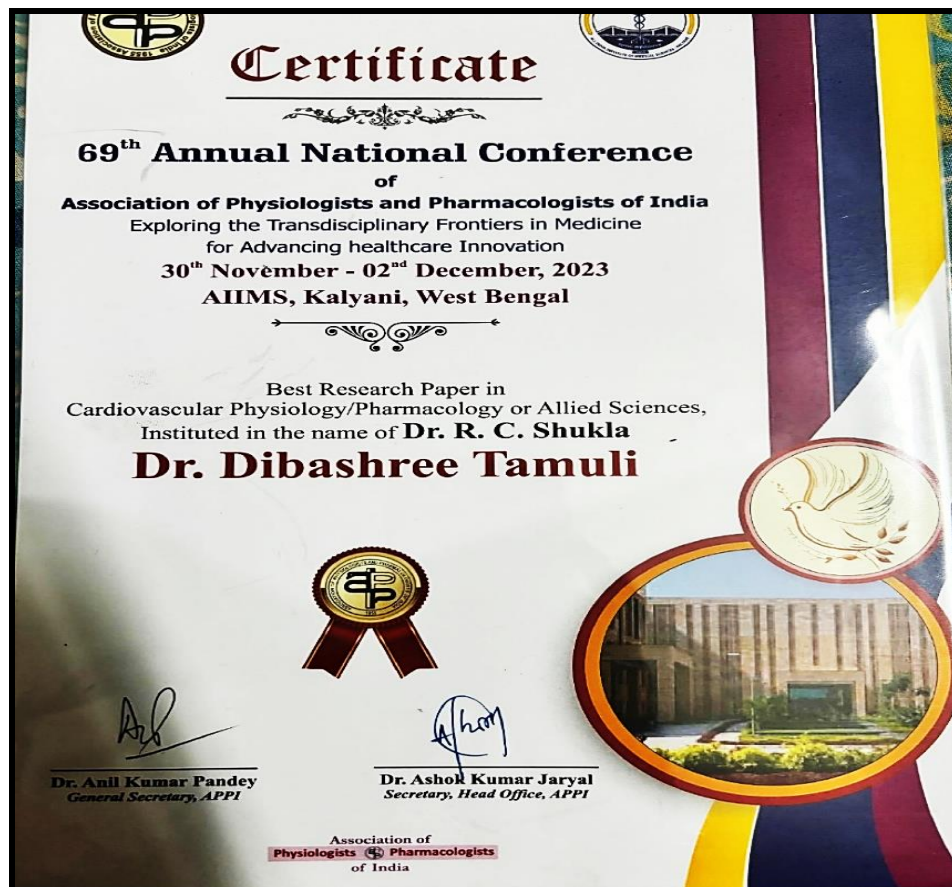 Certificate
69th Annual National Conference
of
Association of Physiologists and Pharmacologists of India
Exploring the Transdisciplinary Frontiers in Medicine
for Advancing healthcare Innovation
30th November - 02nd December, 2023
AIIMS, Kalyani, West Bengal
Best Research Paper in
Cardiovascular Physiology/Pharmacology or Allied Sciences,
Instituted in the name of Dr. R. C. Shukla
Dr. Dibashree Tamuli
Dr. Anil Kumar Pandey
General Secretary, APPI
Dr. Ashok Kumar Jaryal
Secretary, Head Office, APPI
Association of
Physiologists Pharmacologists
of India